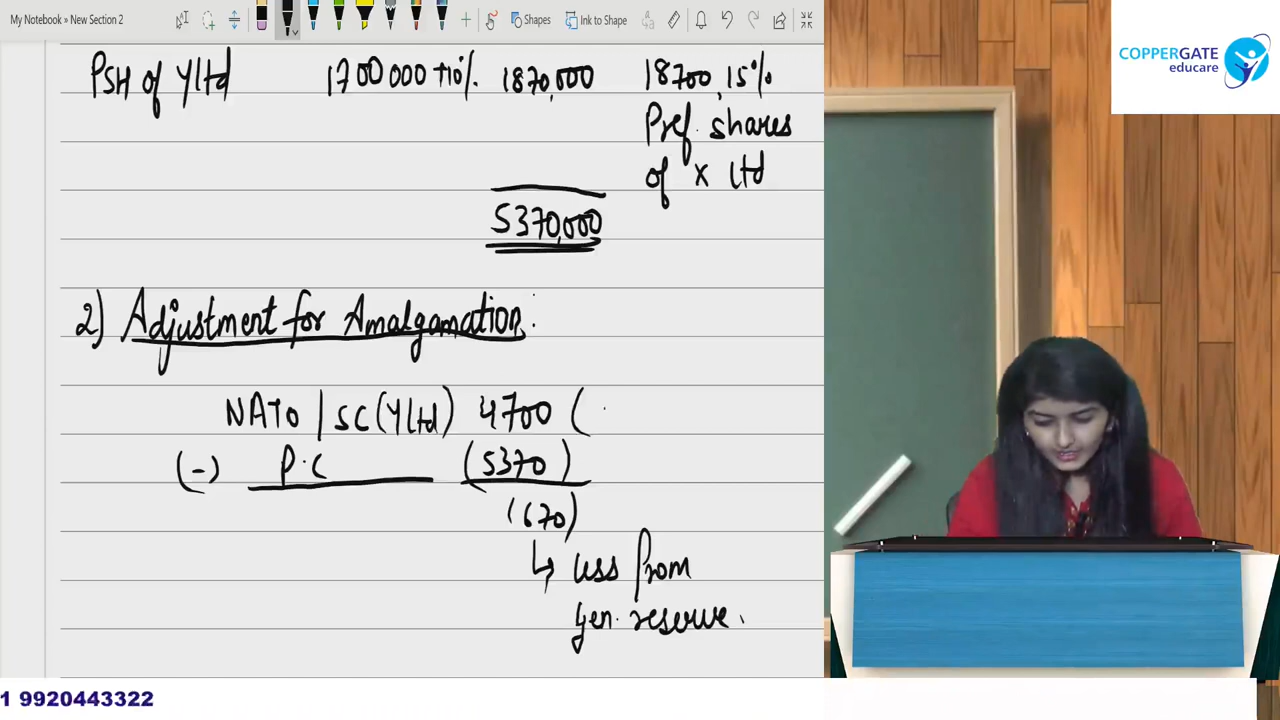 My Notebook » New Section 2
Shapes
Ink to Shape
COPPERGATE
educare
PSH of Y Ltd 1700000 +10% 1870,000 18700, 15%
Pref. shares
of X Ltd
5370,000
2) Adjustment for Amalgamation:
NATO / SC (Y Ltd) 4700 (
(-) P.C (5370)
(670)
↳ less from
Gen. reserve.
1 9920443322